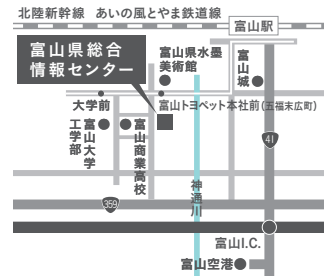 北陸新幹線 あいの風とやま鉄道線
富山駅
富山県総合
情報センター
富山県水墨
美術館
富山城
大学前
富山トヨペット本社前(五福末広町)
富山大学
工学部
富山商業高校
41
神通川
359
富山I.C.
富山空港